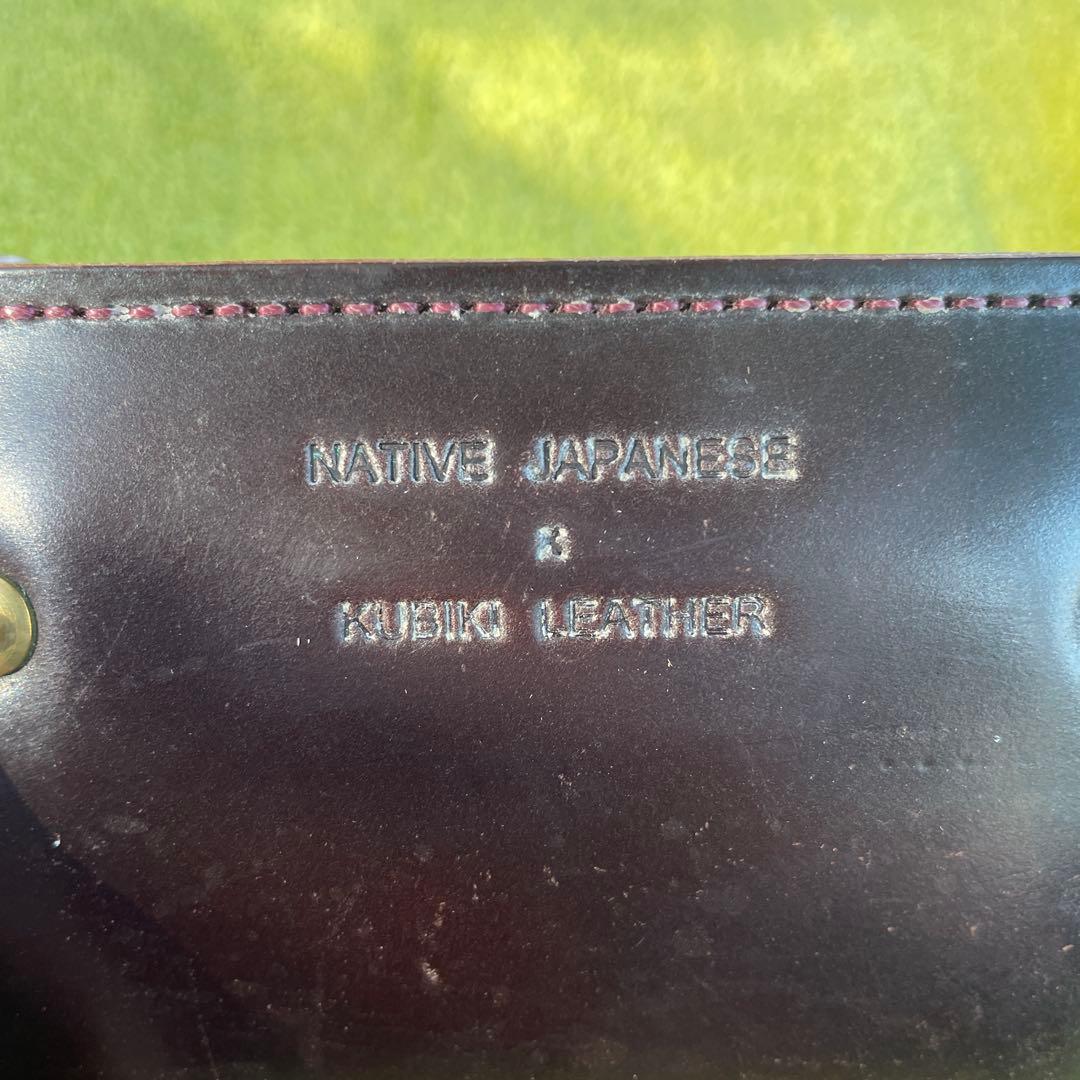 NATIVE JAPANESE
×
KUBIKI LEATHER